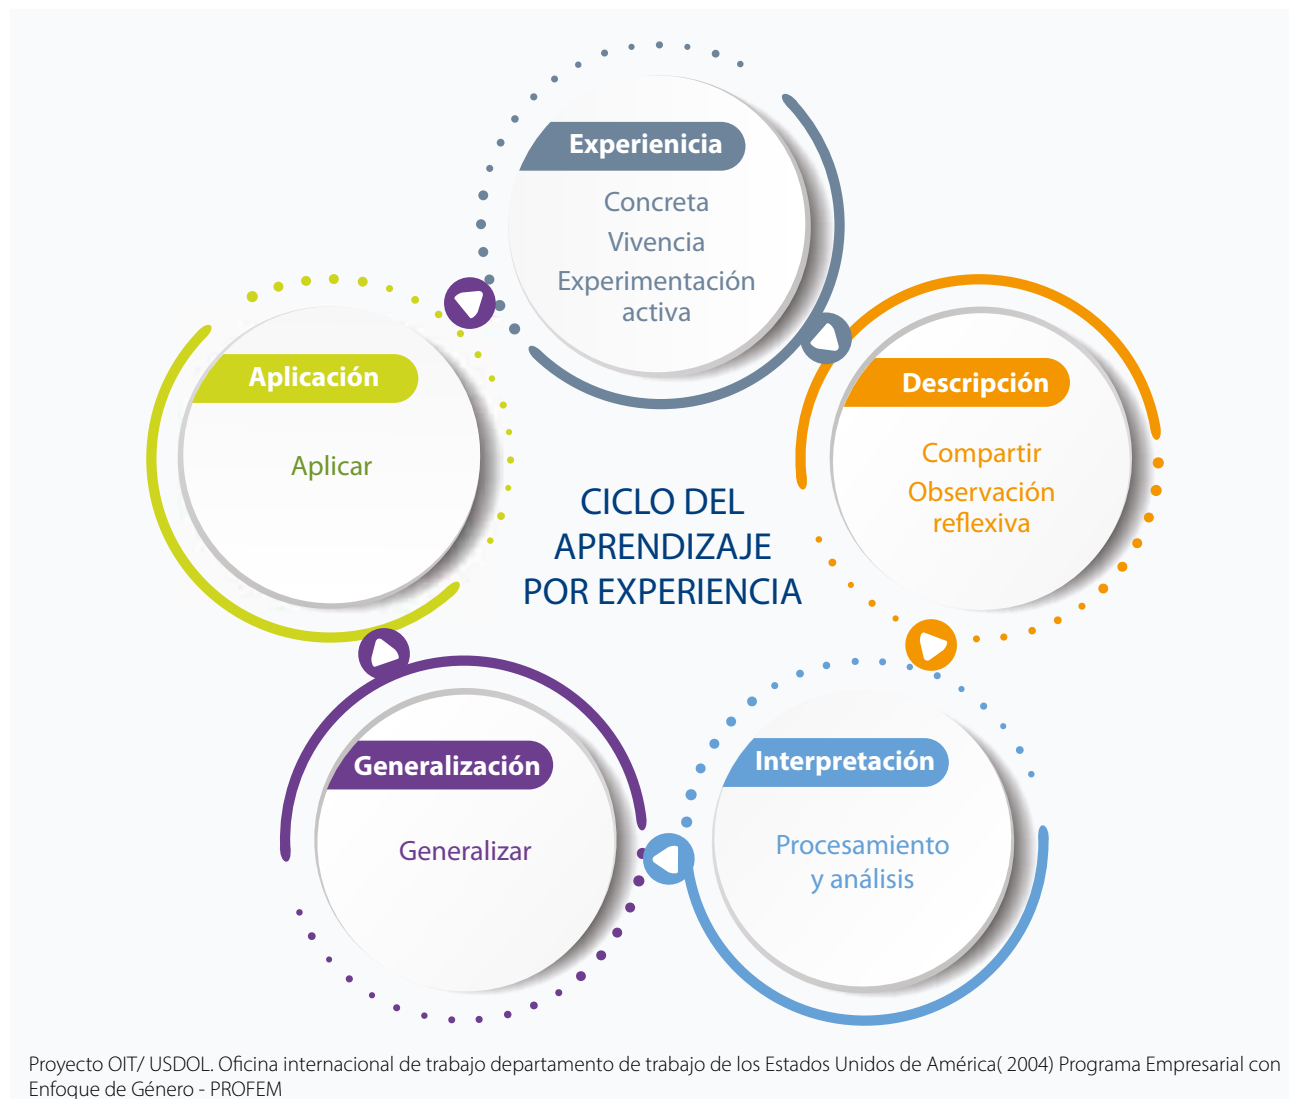 Experienicia
Concreta
Vivencia
Experimentación
activa
Descripción
Compartir
Observación
reflexiva
Interpretación
Procesamiento
y análisis
Generalización
Generalizar
Aplicación
Aplicar
CICLO DEL
APRENDIZAJE
POR EXPERIENCIA
Proyecto OIT/ USDOL. Oficina internacional de trabajo departamento de trabajo de los Estados Unidos de América( 2004) Programa Empresarial con
Enfoque de Género - PROFEM